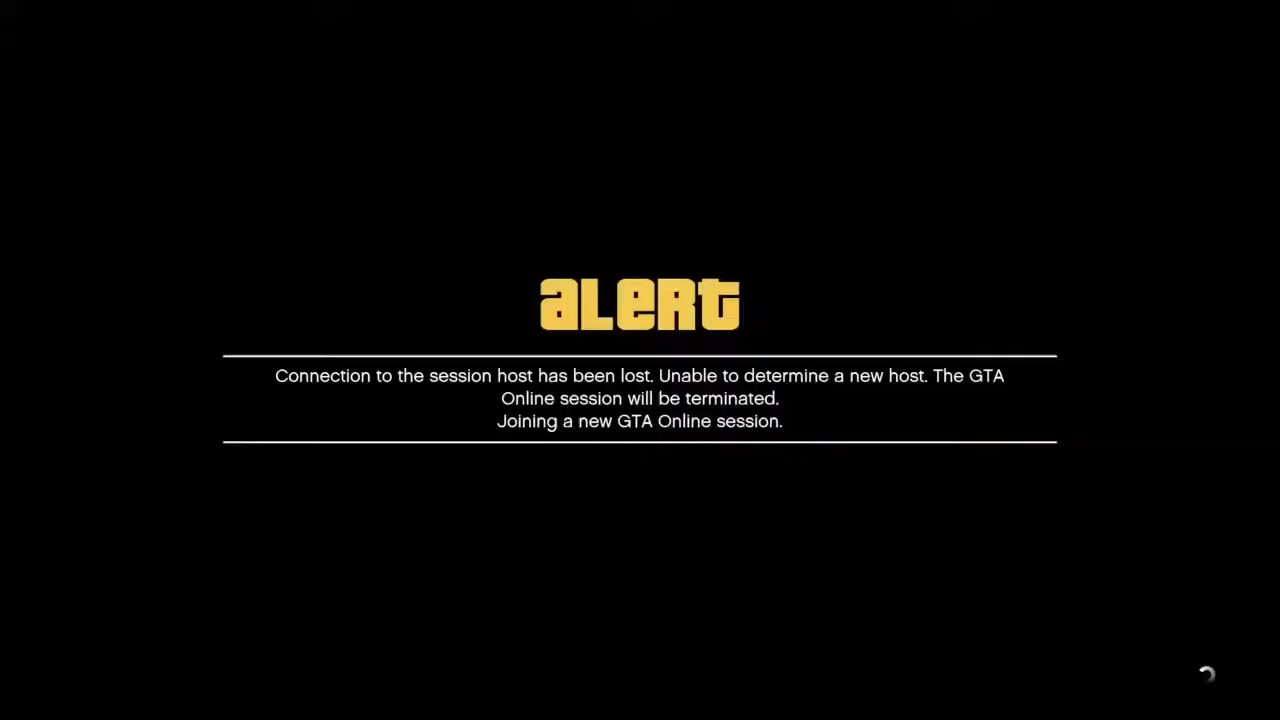 aLeRt
Connection to the session host has been lost. Unable to determine a new host. The GTA
Online session will be terminated.
Joining a new GTA Online session.